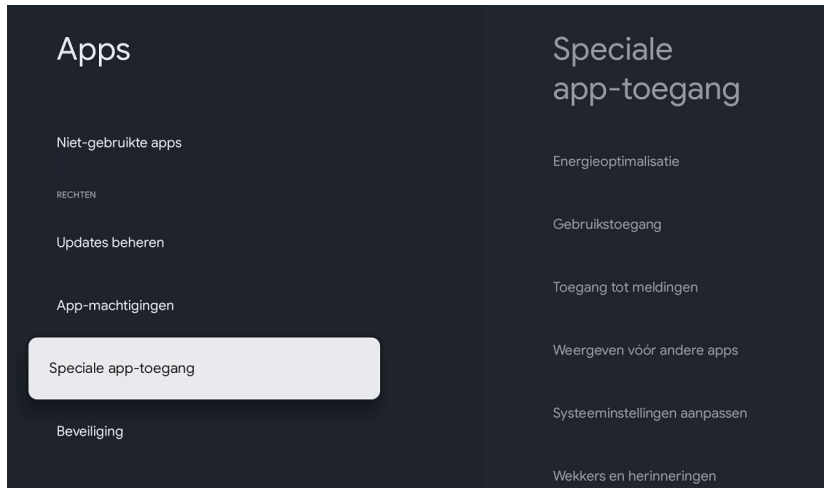 Apps
Niet-gebruikte apps
RECHTEN
Updates beheren
App-machtigingen
Speciale app-toegang
Beveiliging
Speciale
app-toegang
Energieoptimalisatie
Gebruikstoegang
Toegang tot meldingen
Weergeven vóór andere apps
Systeeminstellingen aanpassen
Wekkers en herinneringen